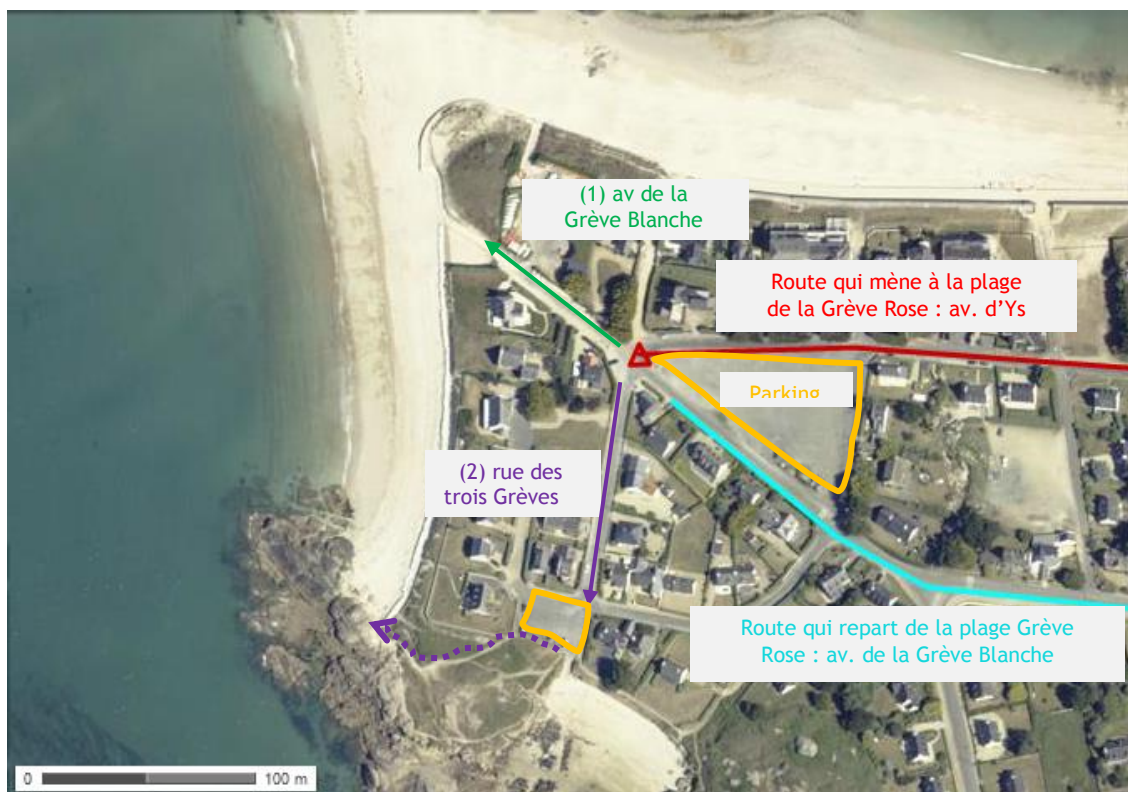 (1) av de la
Grève Blanche
Route qui mène à la plage
de la Grève Rose : av. d’Ys
Parking
(2) rue des
trois Grèves
Route qui repart de la plage Grève
Rose : av. de la Grève Blanche
0 100 m